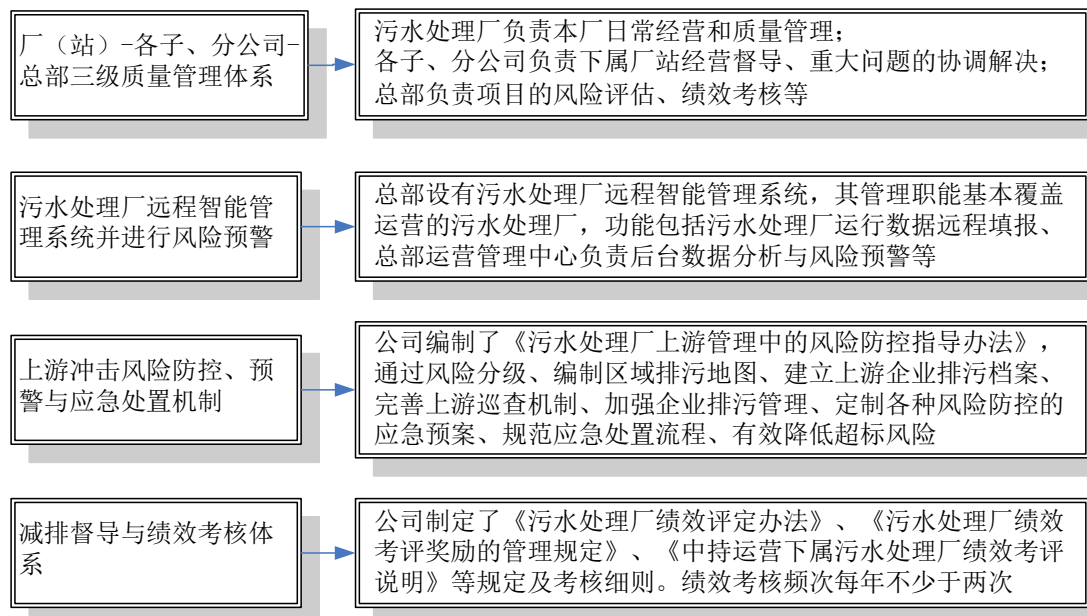 厂（站）-各子、分公司-
总部三级质量管理体系
污水处理厂负责本厂日常经营和质量管理；
各子、分公司负责下属厂站经营督导、重大问题的协调解决；
总部负责项目的风险评估、绩效考核等
污水处理厂远程智能管
理系统并进行风险预警
总部设有污水处理厂远程智能管理系统，其管理职能基本覆盖
运营的污水处理厂，功能包括污水处理厂运行数据远程填报、
总部运营管理中心负责后台数据分析与风险预警等
上游冲击风险防控、预
警与应急处置机制
公司编制了《污水处理厂上游管理中的风险防控指导办法》，
通过风险分级、编制区域排污地图、建立上游企业排污档案、
完善上游巡查机制、加强企业排污管理、定制各种风险防控的
应急预案、规范应急处置流程、有效降低超标风险
减排督导与绩效考核体
系
公司制定了《污水处理厂绩效评定办法》、《污水处理厂绩效
考评奖励的管理规定》、《中持运营下属污水处理厂绩效考评
说明》等规定及考核细则。绩效考核频次每年不少于两次